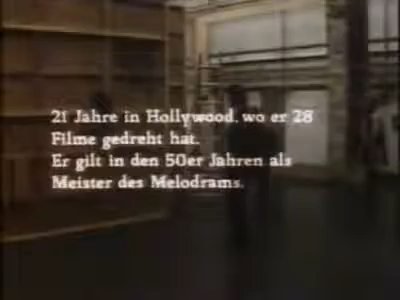 21 Jahre in Hollywood, wo er 28
Filme gedreht hat.
Er gilt in den 50er Jahren als
Meister des Melodrams.